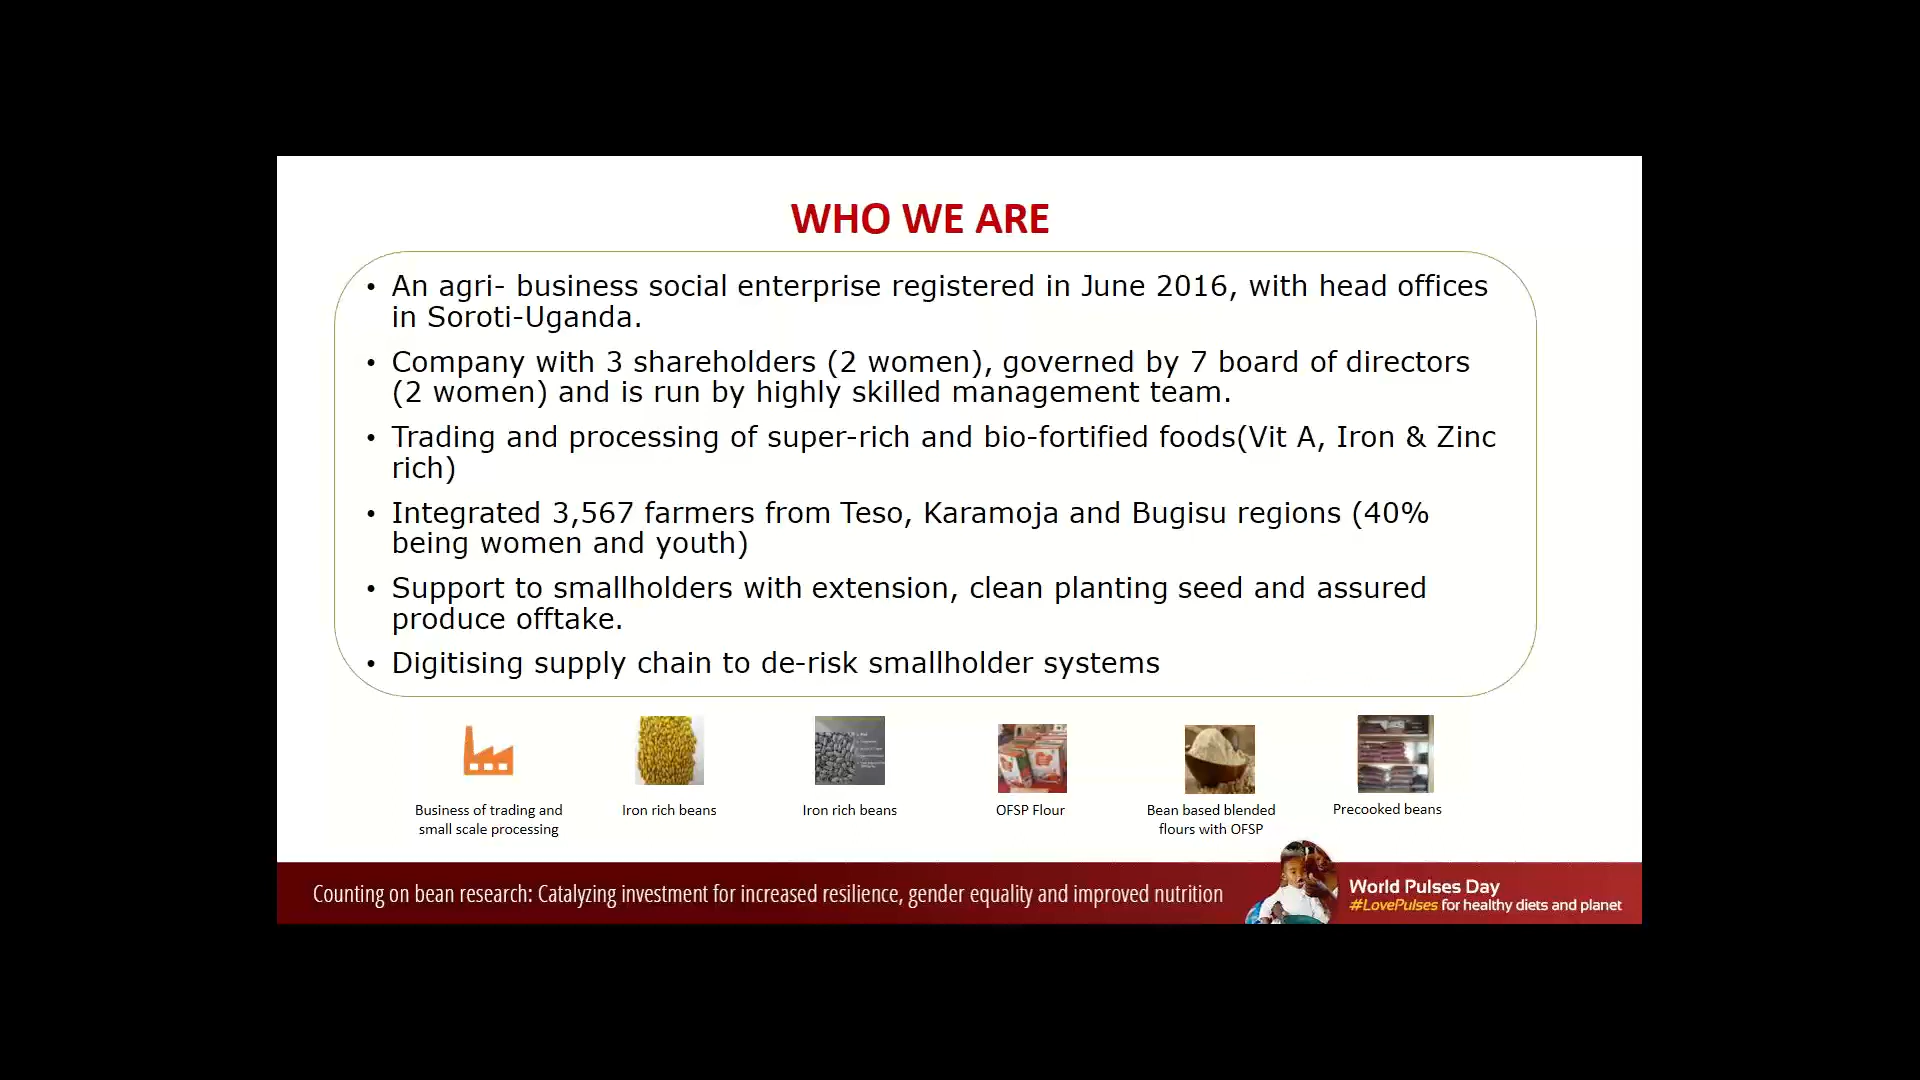 WHO WE ARE
• An agri- business social enterprise registered in June 2016, with head offices
in Soroti-Uganda.
• Company with 3 shareholders (2 women), governed by 7 board of directors
(2 women) and is run by highly skilled management team.
• Trading and processing of super-rich and bio-fortified foods(Vit A, Iron & Zinc
rich)
• Integrated 3,567 farmers from Teso, Karamoja and Bugisu regions (40%
being women and youth)
• Support to smallholders with extension, clean planting seed and assured
produce offtake.
• Digitising supply chain to de-risk smallholder systems
Business of trading and
small scale processing
Iron rich beans
Iron rich beans
OFSP Flour
Bean based blended
flours with OFSP
Precooked beans
Counting on bean research: Catalyzing investment for increased resilience, gender equality and improved nutrition
World Pulses Day
#LovePulses for healthy diets and planet